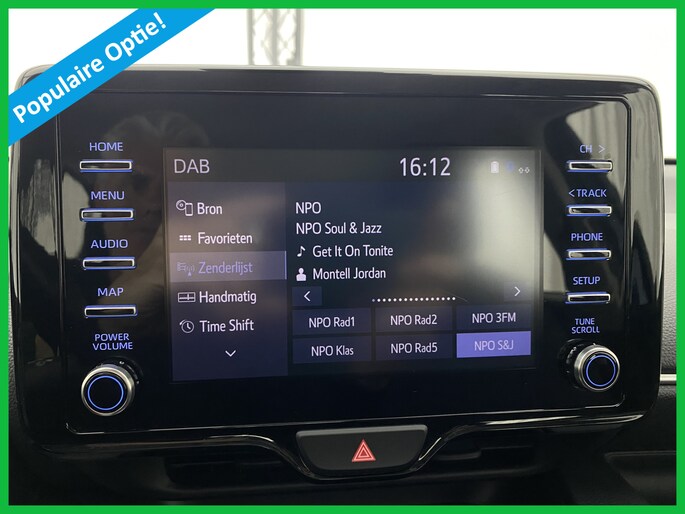 Populaire Optie!
HOME
MENU
AUDIO
MAP
POWER
VOLUME
DAB
16:12
Bron
Favorieten
Zenderlijst
Handmatig
Time Shift
NPO
NPO Soul & Jazz
Get It On Tonite
Montell Jordan
NPO Rad1
NPO Rad2
NPO 3FM
NPO Klas
NPO Rad5
NPO S&J
CH >
< TRACK
PHONE
SETUP
TUNE
SCROLL